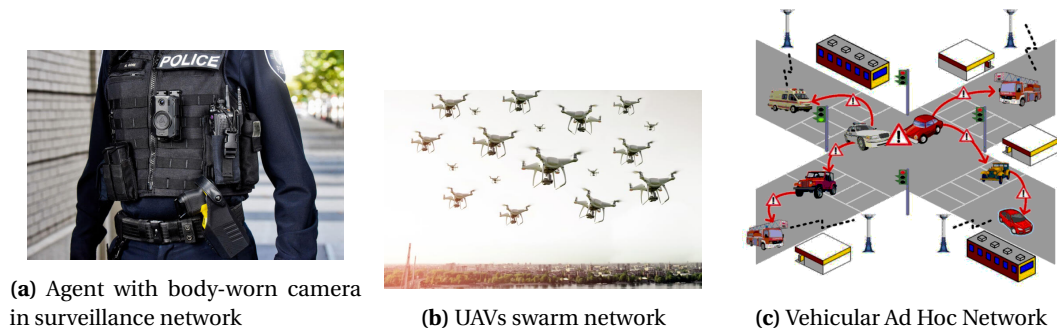 POLICE
(a) Agent with body-worn camera
in surveillance network
(b) UAVs swarm network
(c) Vehicular Ad Hoc Network